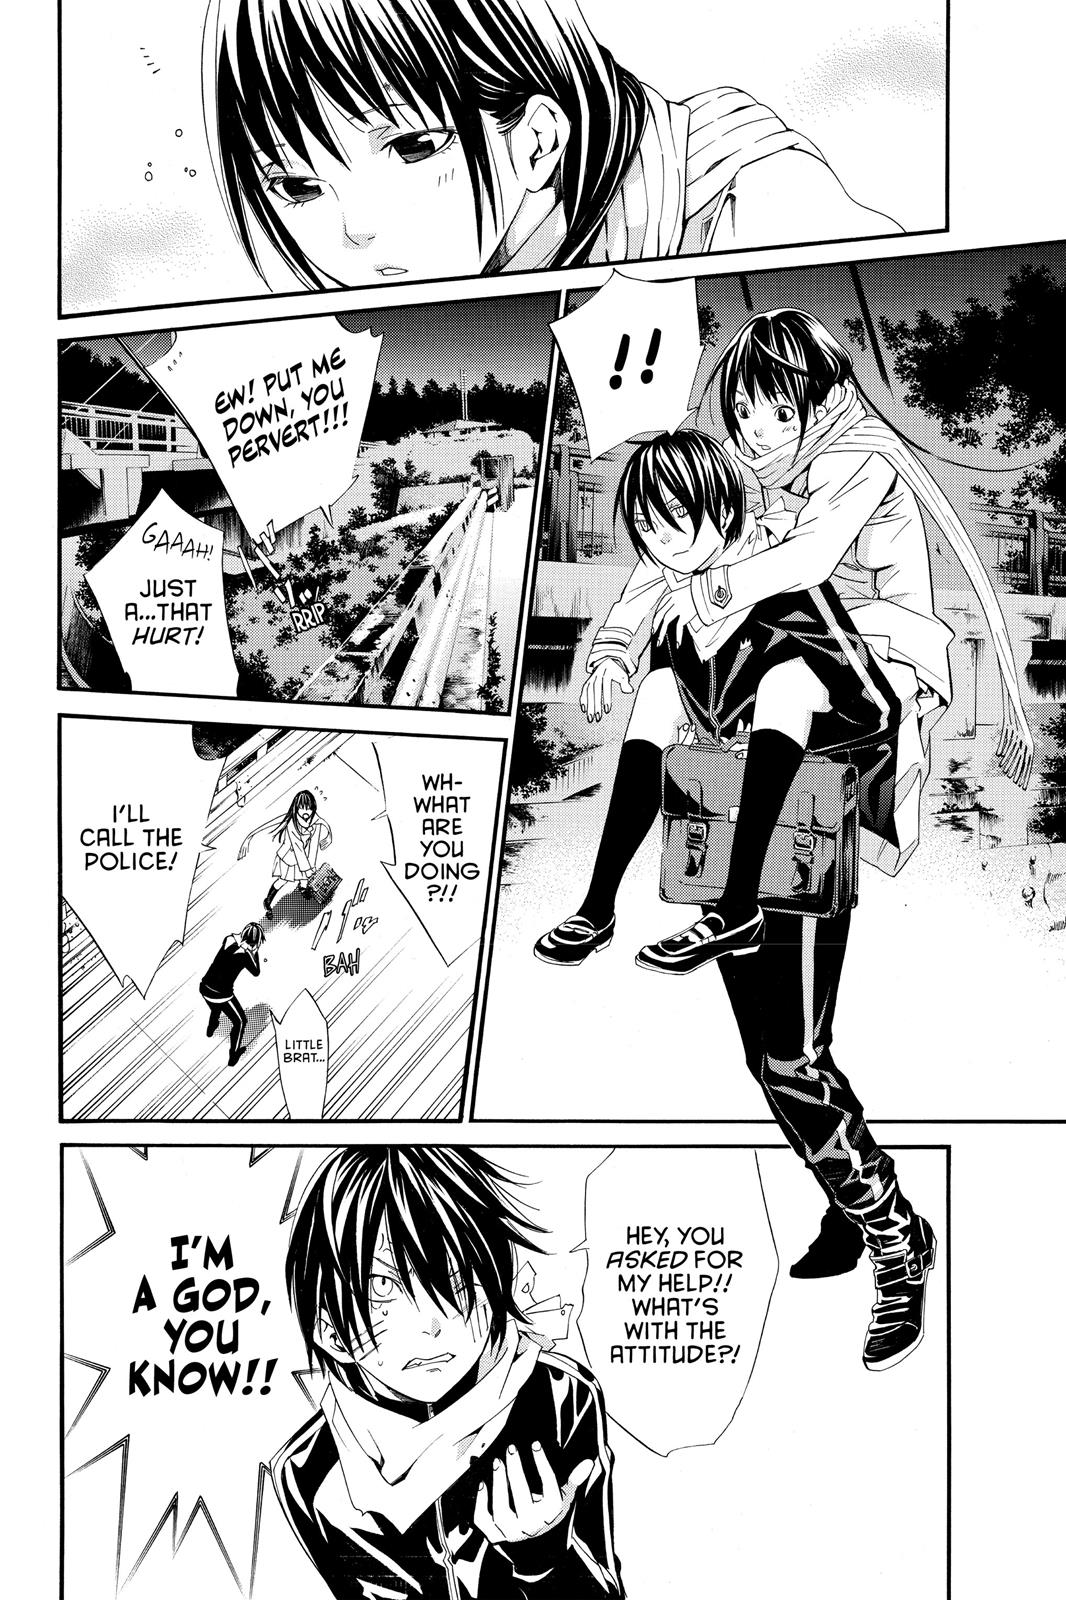 !!
EW! PUT ME
DOWN, YOU
PERVERT!!!
RRIP
GAAAH!
JUST
A...THAT
HURT!
WH-
WHAT
ARE
YOU
DOING
?!!
BAH
I'LL
CALL THE
POLICE!
LITTLE
BRAT...
HEY, YOU
ASKED FOR
MY HELP!!
WHAT'S
WITH THE
ATTITUDE?!
I'M
A GOD,
YOU
KNOW!!